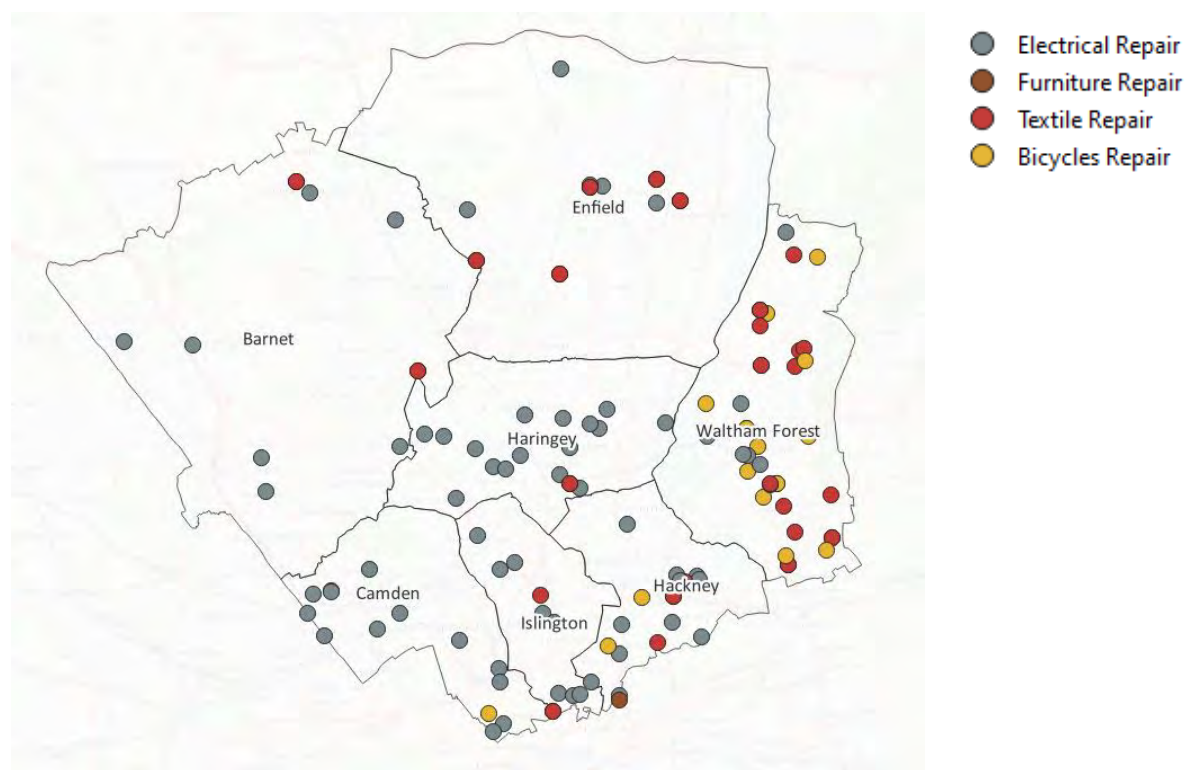 Electrical Repair
Furniture Repair
Textile Repair
Bicycles Repair
Enfield
Barnet
Haringey
Waltham Forest
Camden
Hackney
Islington